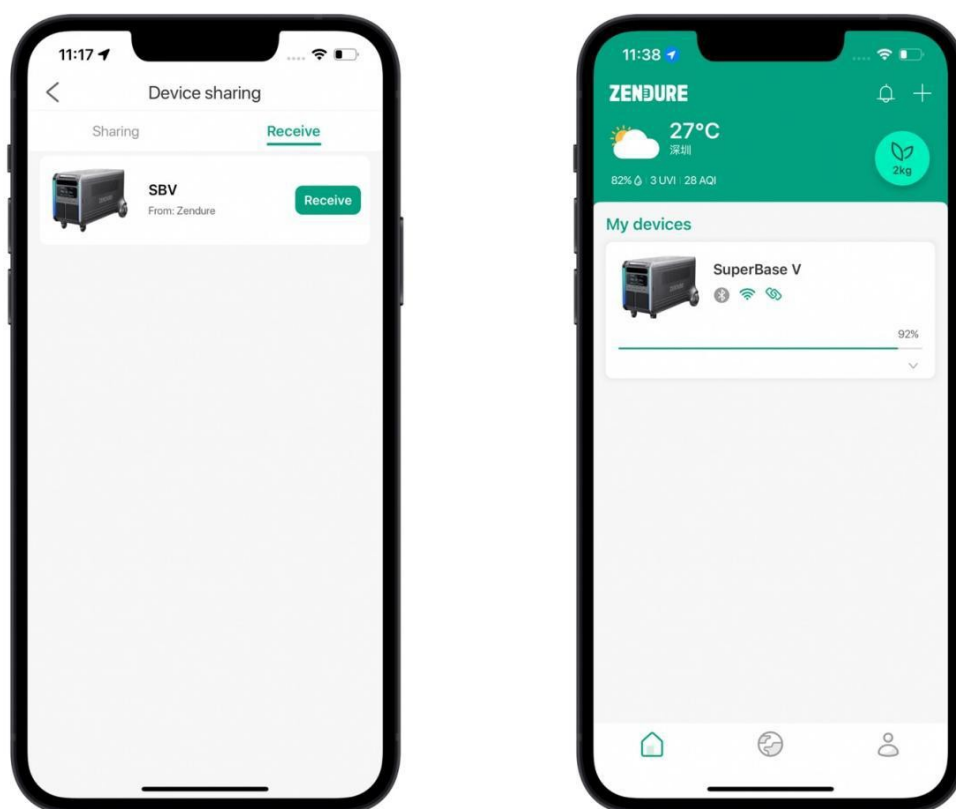 11:17
Device sharing
Sharing
Receive
SBV
From: Zendure
Receive
11:38
ZENDURE
27°C
深圳
2kg
82% 3 UVI 28 AQI
My devices
SuperBase V
92%